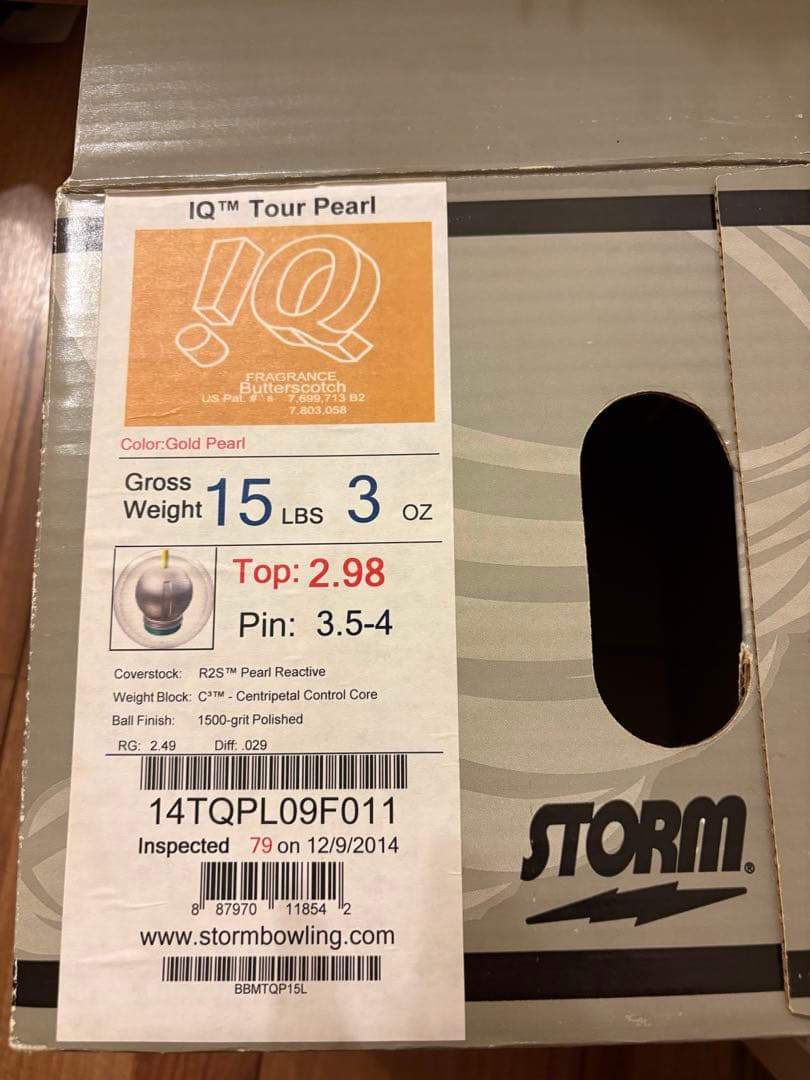 IQ™ Tour Pearl
!Q
FRAGRANCE
Butterscotch
US Pat. # s 7,699,713 B2
7,803,058
Color:Gold Pearl
Gross Weight 15 LBS 3 OZ
Top: 2.98
Pin: 3.5-4
Coverstock: R2S™ Pearl Reactive
Weight Block: C³™ - Centripetal Control Core
Ball Finish: 1500-grit Polished
RG: 2.49 Diff: .029
14TQPL09F011
Inspected 79 on 12/9/2014
8 87970 11854 2
www.stormbowling.com
BBMTQP15L
STORM®